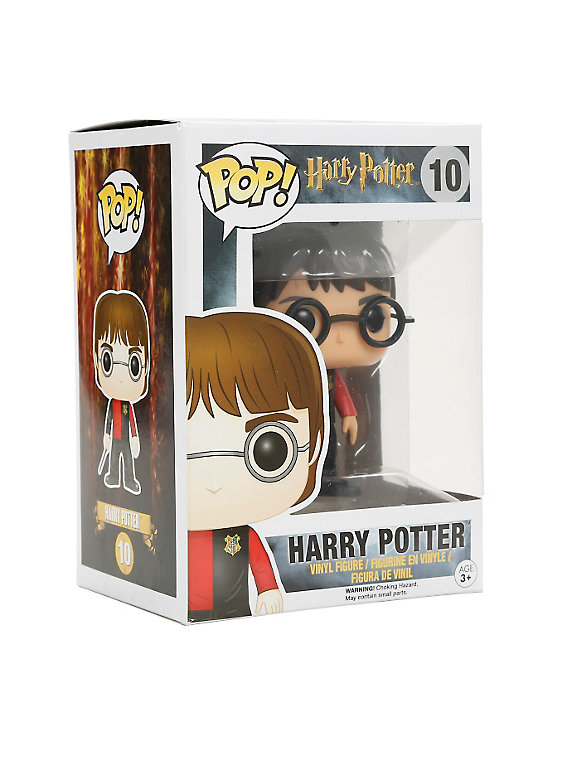 POP!
HARRY POTTER
10
POP!
Harry Potter
10
HARRY POTTER
VINYL FIGURE / FIGURINE EN VINYLE /
FIGURA DE VINIL
WARNING! Choking Hazard.
May contain small parts.
AGE
3+